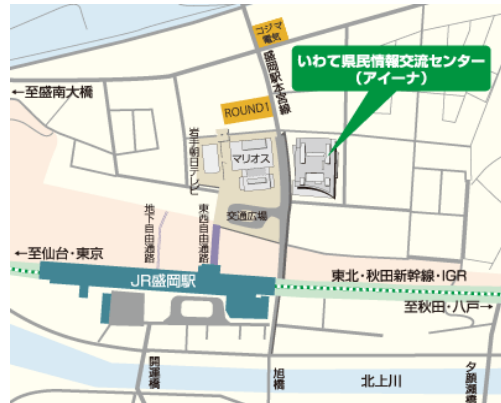 コジマ
電気
盛岡駅本宮線
いわて県民情報交流センター
（アイーナ）
←至盛南大橋
ROUND1
岩手朝日テレビ
マリオス
交通広場
地下自由通路
東西自由通路
←至仙台・東京
JR盛岡駅
東北・秋田新幹線・IGR
至秋田・八戸→
開運橋
旭橋
北上川
夕顔瀬橋